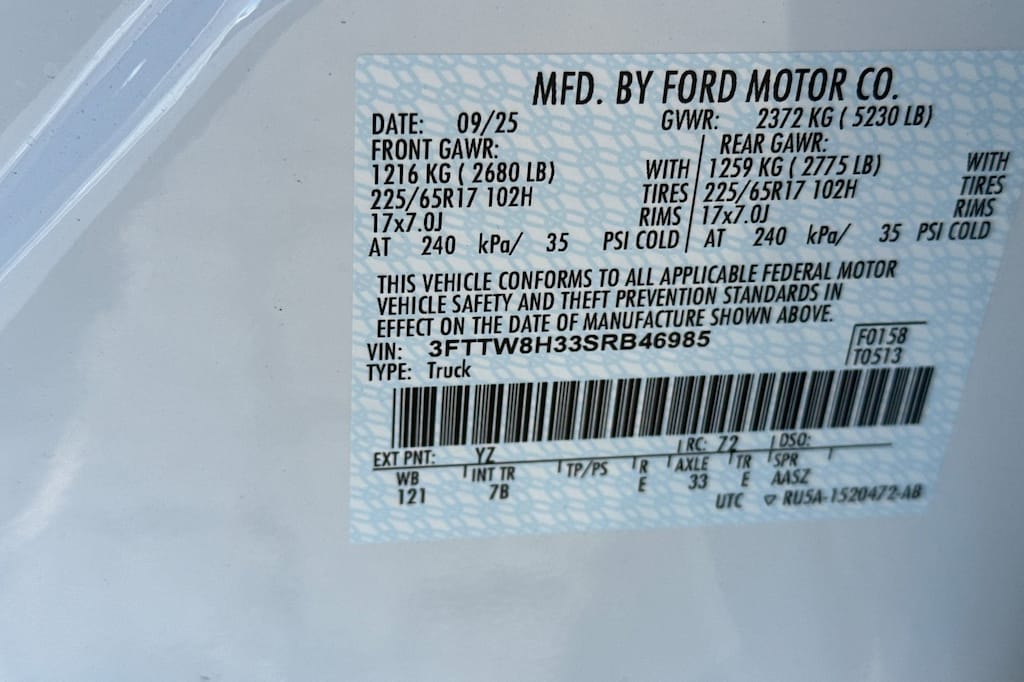 MFD. BY FORD MOTOR CO.
DATE: 09/25 GVWR: 2372 KG ( 5230 LB)
FRONT GAWR: REAR GAWR:
1216 KG ( 2680 LB) WITH 1259 KG ( 2775 LB) WITH
225/65R17 102H TIRES 225/65R17 102H TIRES
17x7.0J RIMS 17x7.0J RIMS
AT 240 kPa/ 35 PSI COLD AT 240 kPa/ 35 PSI COLD
THIS VEHICLE CONFORMS TO ALL APPLICABLE FEDERAL MOTOR
VEHICLE SAFETY AND THEFT PREVENTION STANDARDS IN
EFFECT ON THE DATE OF MANUFACTURE SHOWN ABOVE.
VIN: 3FTTW8H33SRB46985 F0158
TYPE: Truck T0513
EXT PNT: YZ RC: 72 DSO:
WB INT TR TP/PS R AXLE TR SPR
121 7B E 33 E AASZ
UTC RU5A-1520472-AB